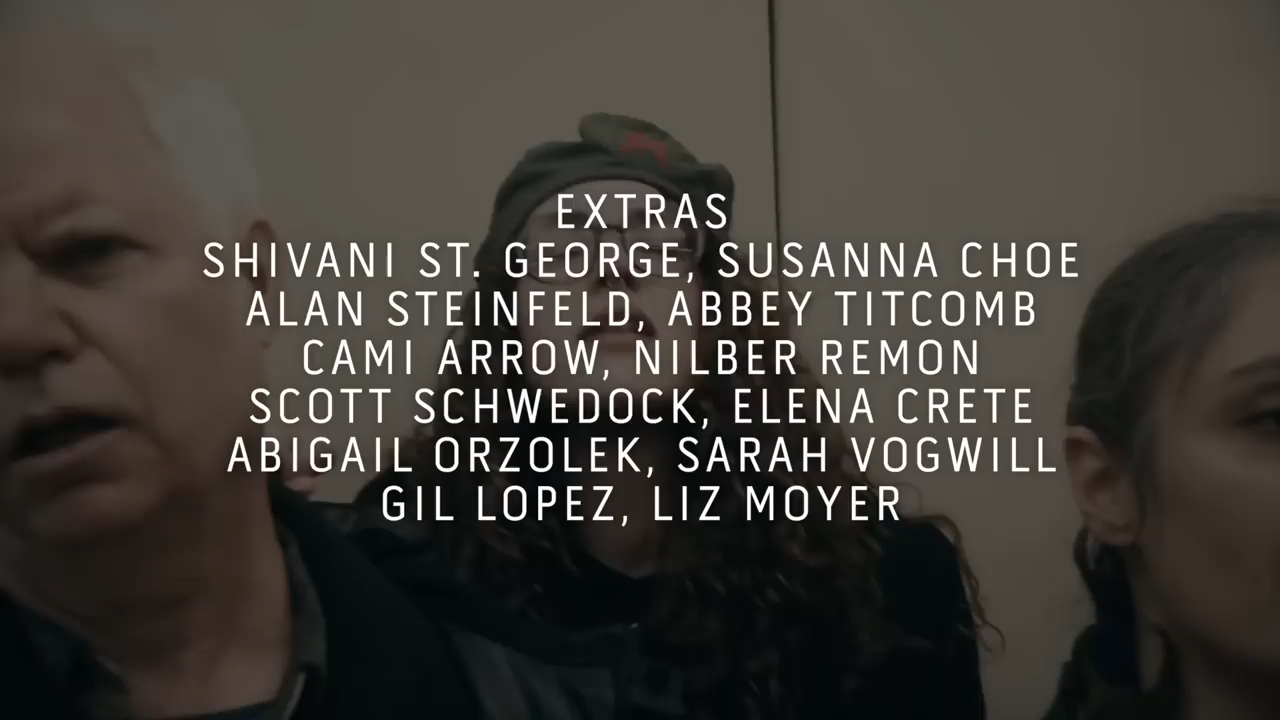 EXTRAS
SHIVANI ST. GEORGE, SUSANNA CHOE
ALAN STEINFELD, ABBEY TITCOMB
CAMI ARROW, NILBER REMON
SCOTT SCHWEDOCK, ELENA CRETE
ABIGAIL ORZOLEK, SARAH VOGWILL
GIL LOPEZ, LIZ MOYER